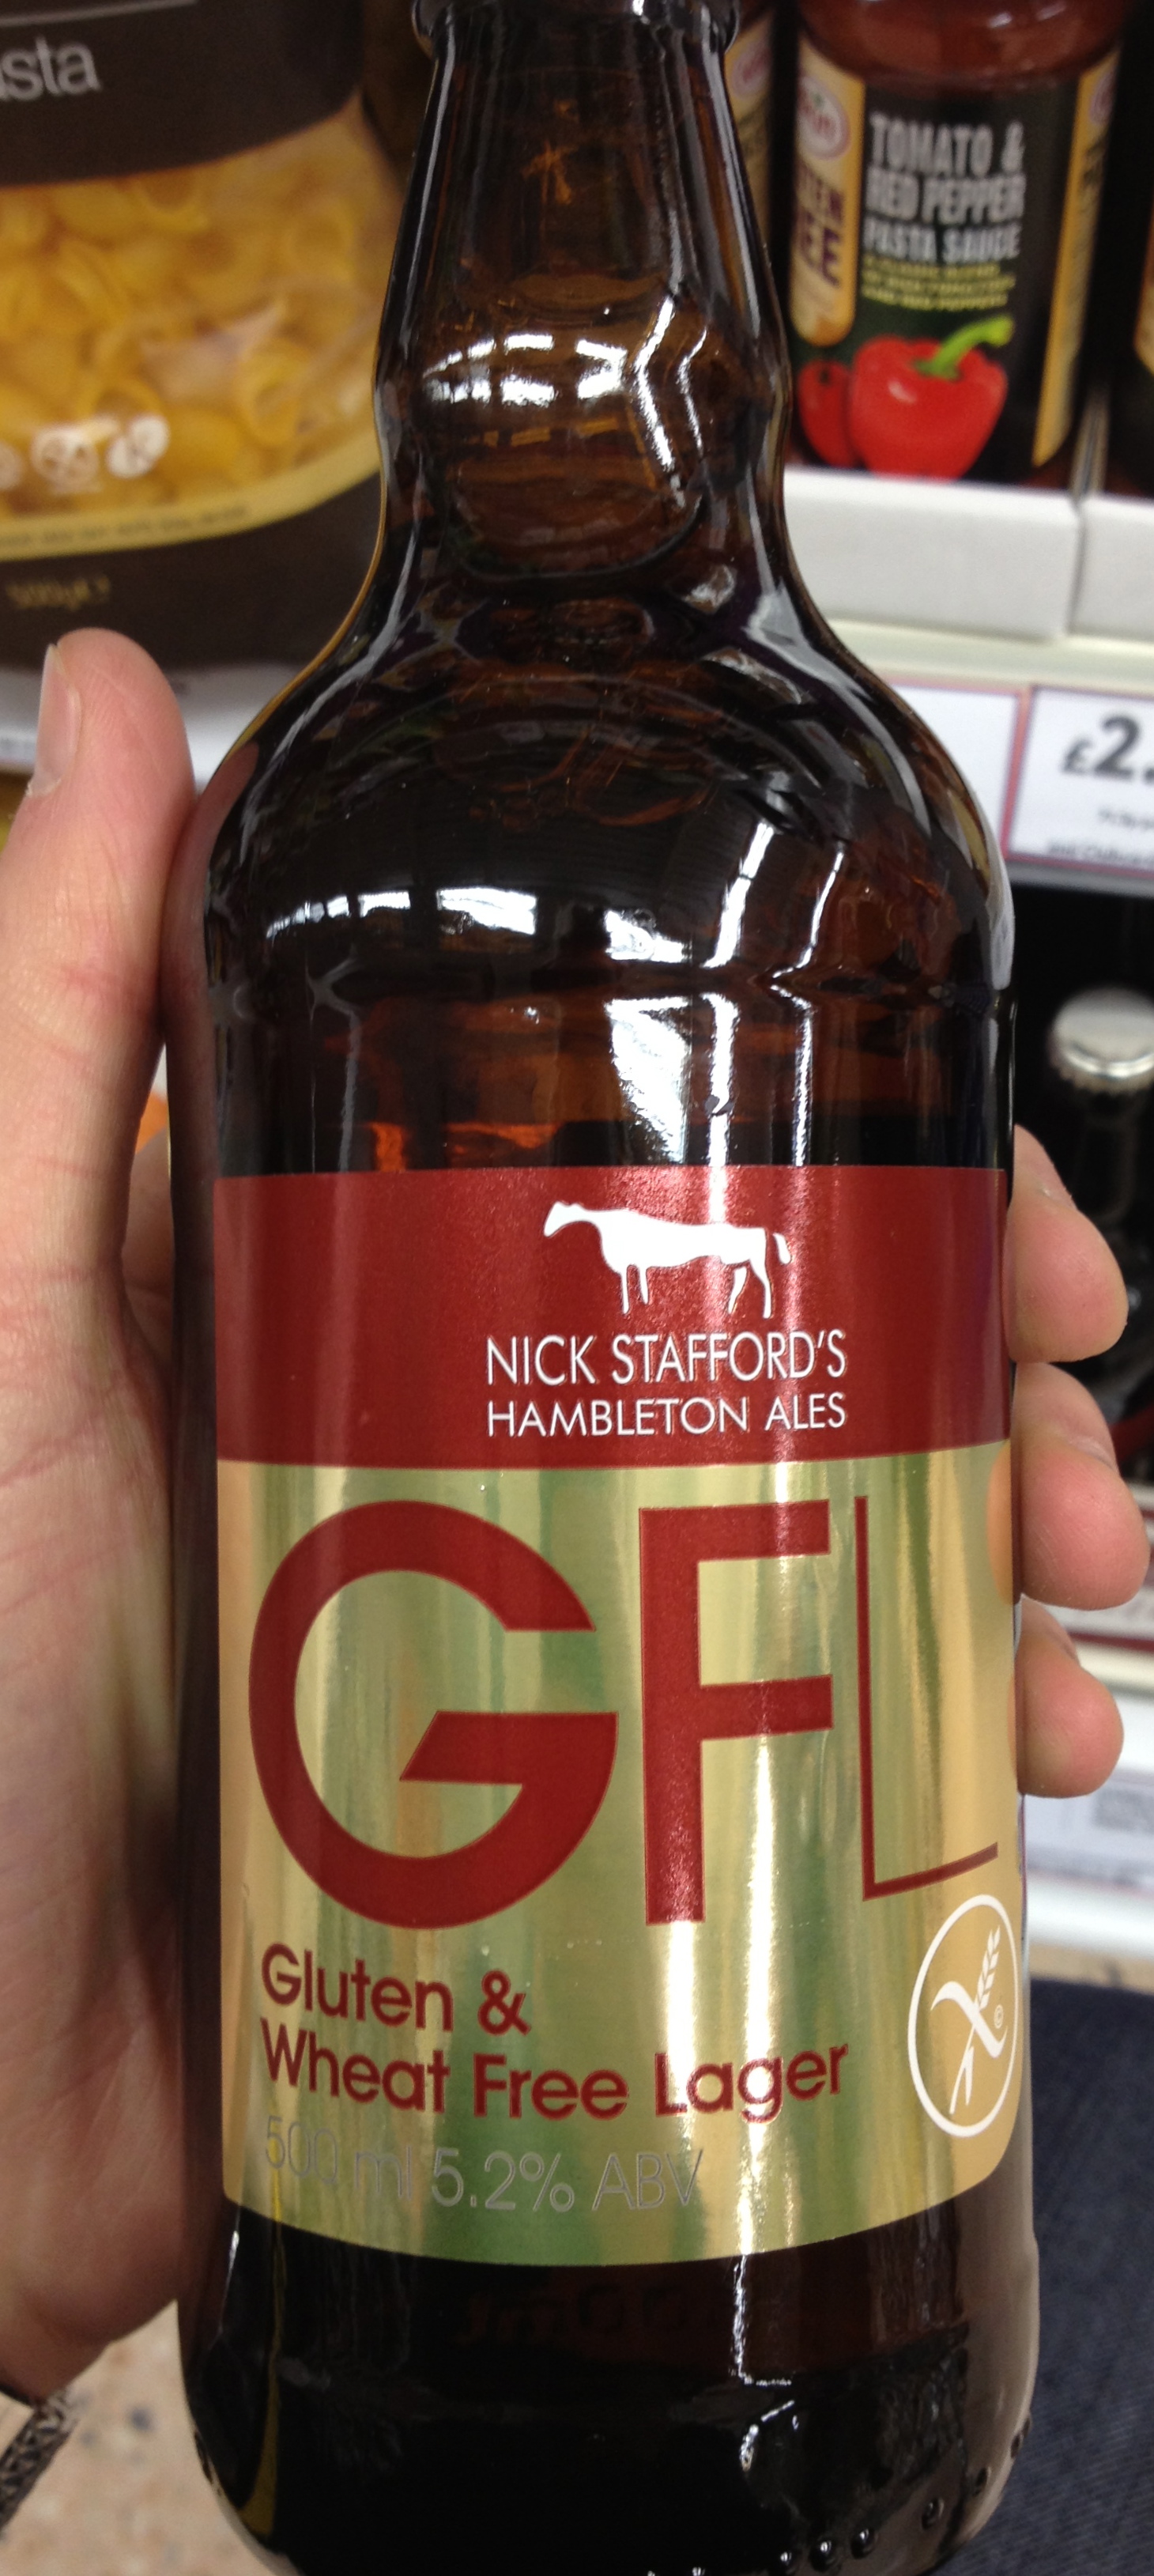 TOMATO &
RED PEPPER
PASTA SAUCE
£2.
NICK STAFFORD'S
HAMBLETON ALES
GFL
Gluten &
Wheat Free Lager
500 ml 5.2% ABV